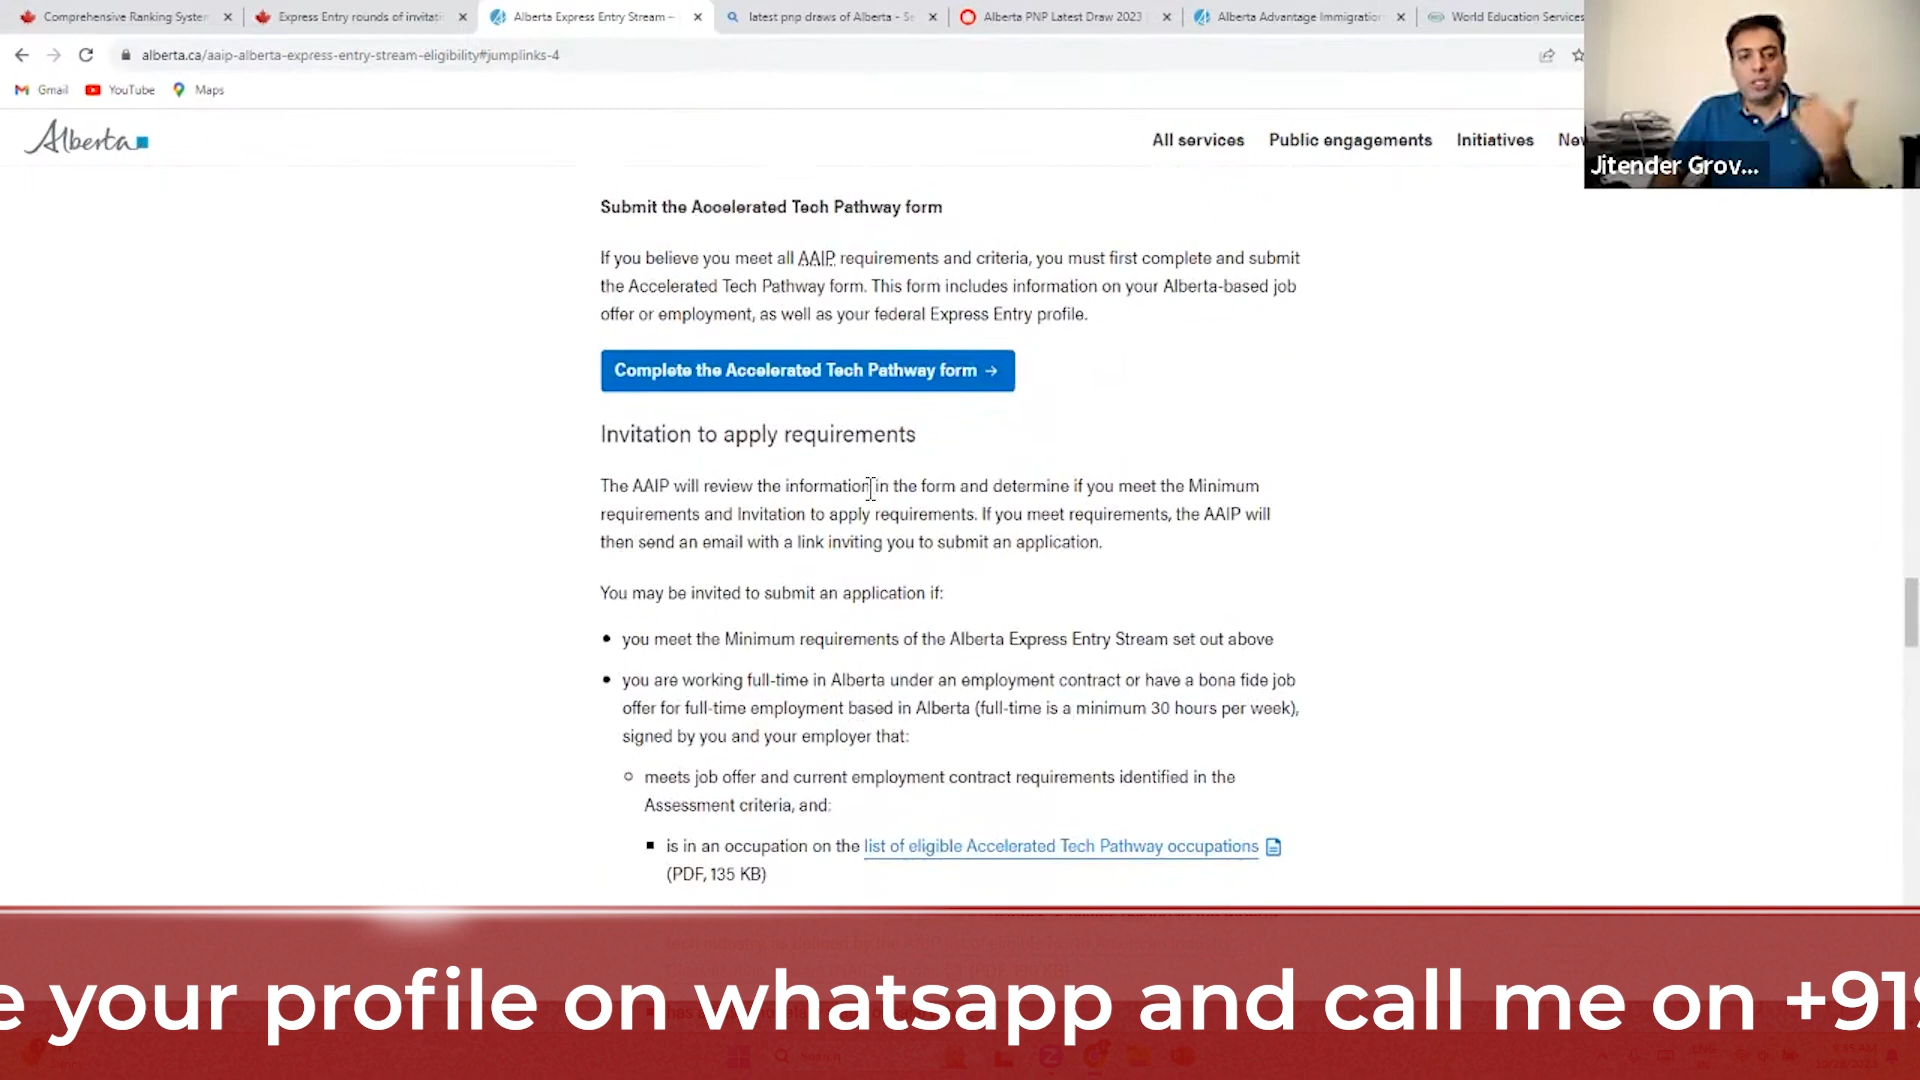 Comprehensive Ranking System
Express Entry rounds of invitati
Alberta Express Entry Stream –
latest pnp draws of Alberta - Se
Alberta PNP Latest Draw 2023
Alberta Advantage Immigration
World Education Services
alberta.ca/aaip-alberta-express-entry-stream-eligibility#jumplinks-4
Gmail
YouTube
Maps
Alberta
All services
Public engagements
Initiatives
Jitender Grov...
Submit the Accelerated Tech Pathway form
If you believe you meet all AAIP requirements and criteria, you must first complete and submit
the Accelerated Tech Pathway form. This form includes information on your Alberta-based job
offer or employment, as well as your federal Express Entry profile.
Complete the Accelerated Tech Pathway form →
Invitation to apply requirements
The AAIP will review the information in the form and determine if you meet the Minimum
requirements and Invitation to apply requirements. If you meet requirements, the AAIP will
then send an email with a link inviting you to submit an application.
You may be invited to submit an application if:
• you meet the Minimum requirements of the Alberta Express Entry Stream set out above
• you are working full-time in Alberta under an employment contract or have a bona fide job
offer for full-time employment based in Alberta (full-time is a minimum 30 hours per week),
signed by you and your employer that:
○ meets job offer and current employment contract requirements identified in the
Assessment criteria, and:
▪ is in an occupation on the list of eligible Accelerated Tech Pathway occupations
(PDF, 135 KB)
e your profile on whatsapp and call me on +919